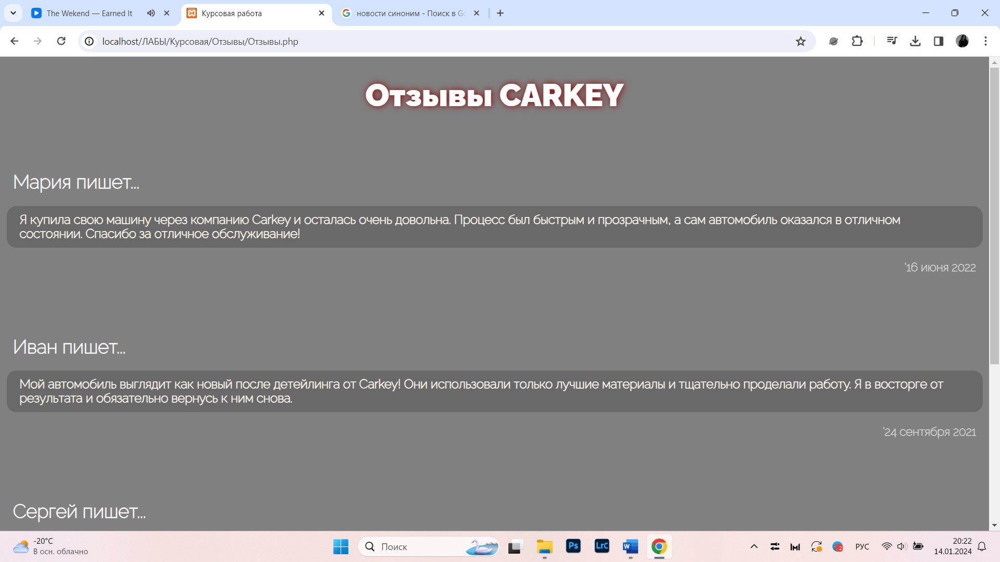 The Wekend — Earned It
Курсовая работа
новости синоним - Поиск в Go
localhost/ЛАБЫ/Курсовая/Отзывы/Отзывы.php
Отзывы CARKEY
Мария пишет...
Я купила свою машину через компанию Carkey и осталась очень довольна. Процесс был быстрым и прозрачным, а сам автомобиль оказался в отличном
состоянии. Спасибо за отличное обслуживание!
'16 июня 2022
Иван пишет...
Мой автомобиль выглядит как новый после детейлинга от Carkey! Они использовали только лучшие материалы и тщательно проделали работу. Я в восторге от
результата и обязательно вернусь к ним снова.
'24 сентября 2021
Сергей пишет...
-20°C
В осн. облачно
Поиск
Ps
LrC
W
РУС
20:22
14.01.2024